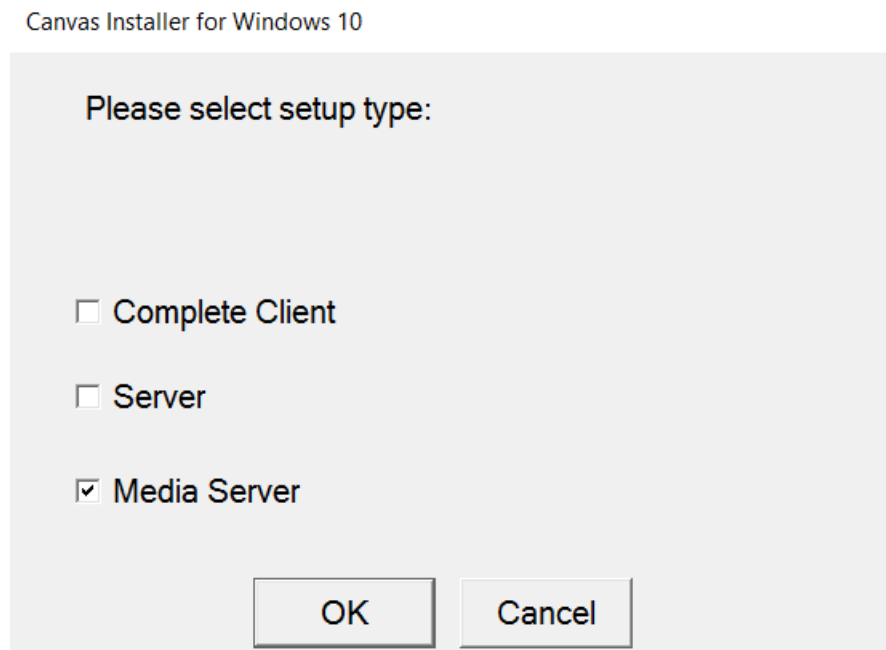 Canvas Installer for Windows 10
Please select setup type:
Complete Client
Server
Media Server
OK Cancel